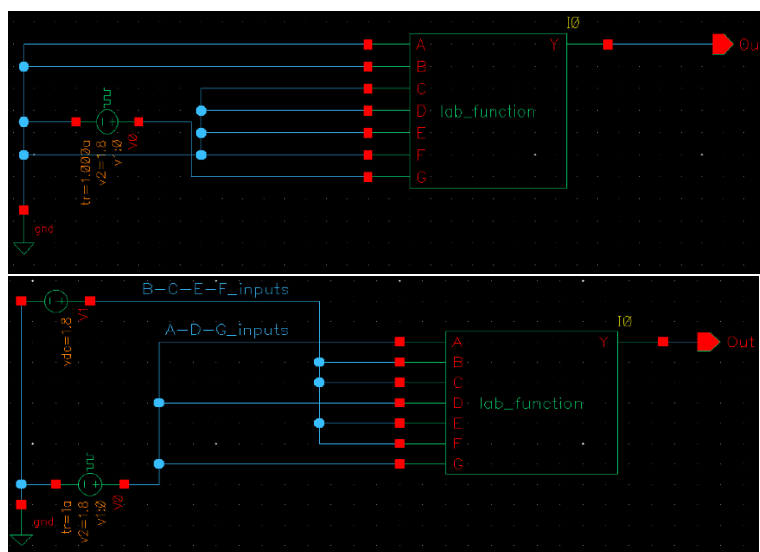 I0
A
Y
Ou
B
C
D
lab_function
E
V0
F
G
v1:0
v2=1.8
tr=1.000a
gnd
B-C-E-F_inputs
V1
vdc=1.8
A-D-G_inputs
I0
A
Y
Out
B
C
D
lab_function
E
F
G
V0
v1:0
v2=1.8
tr=1a
gnd